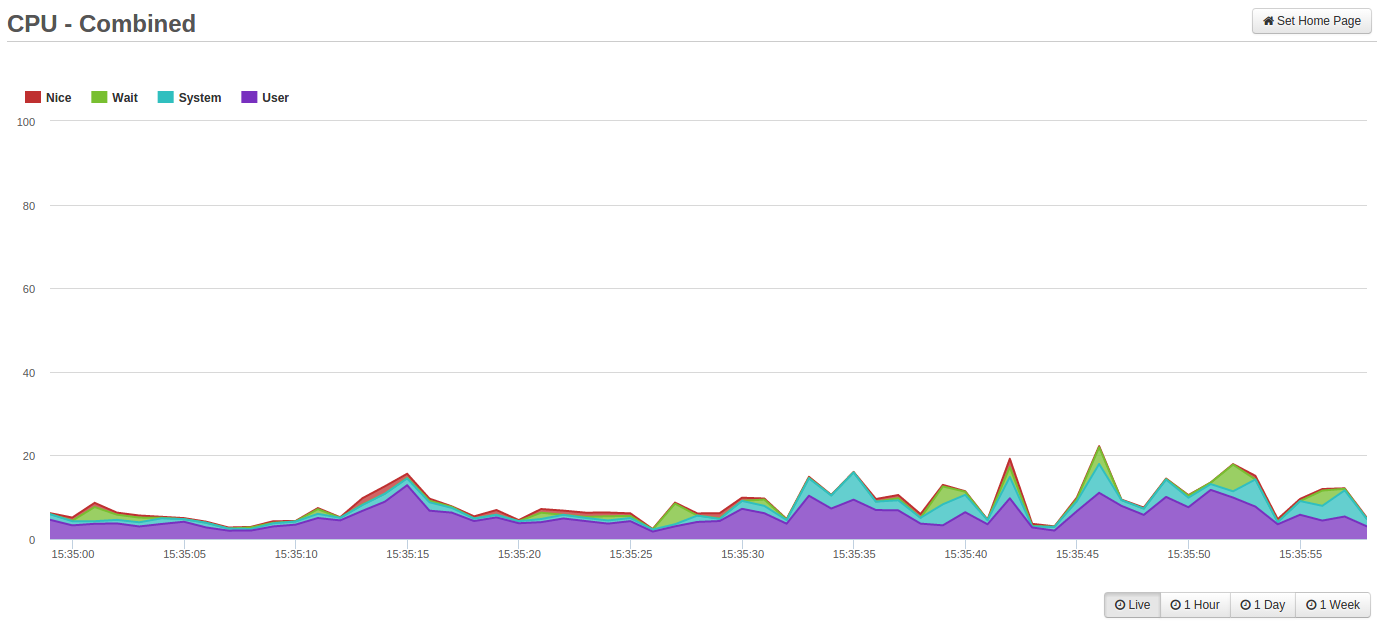 CPU - Combined
Set Home Page
Nice Wait System User
100
80
60
40
20
0
15:35:00 15:35:05 15:35:10 15:35:15 15:35:20 15:35:25 15:35:30 15:35:35 15:35:40 15:35:45 15:35:50 15:35:55
Live 1 Hour 1 Day 1 Week